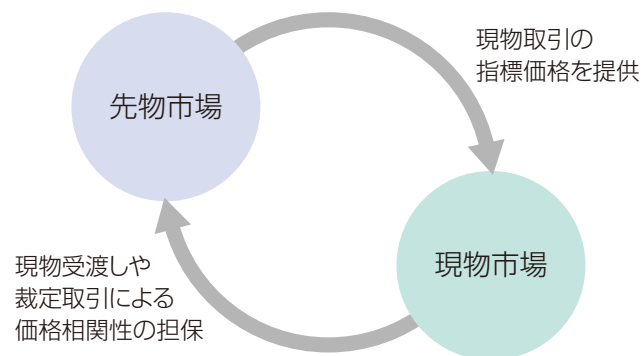 現物取引の
指標価格を提供
先物市場
現物市場
現物受渡しや
裁定取引による
価格相関性の担保